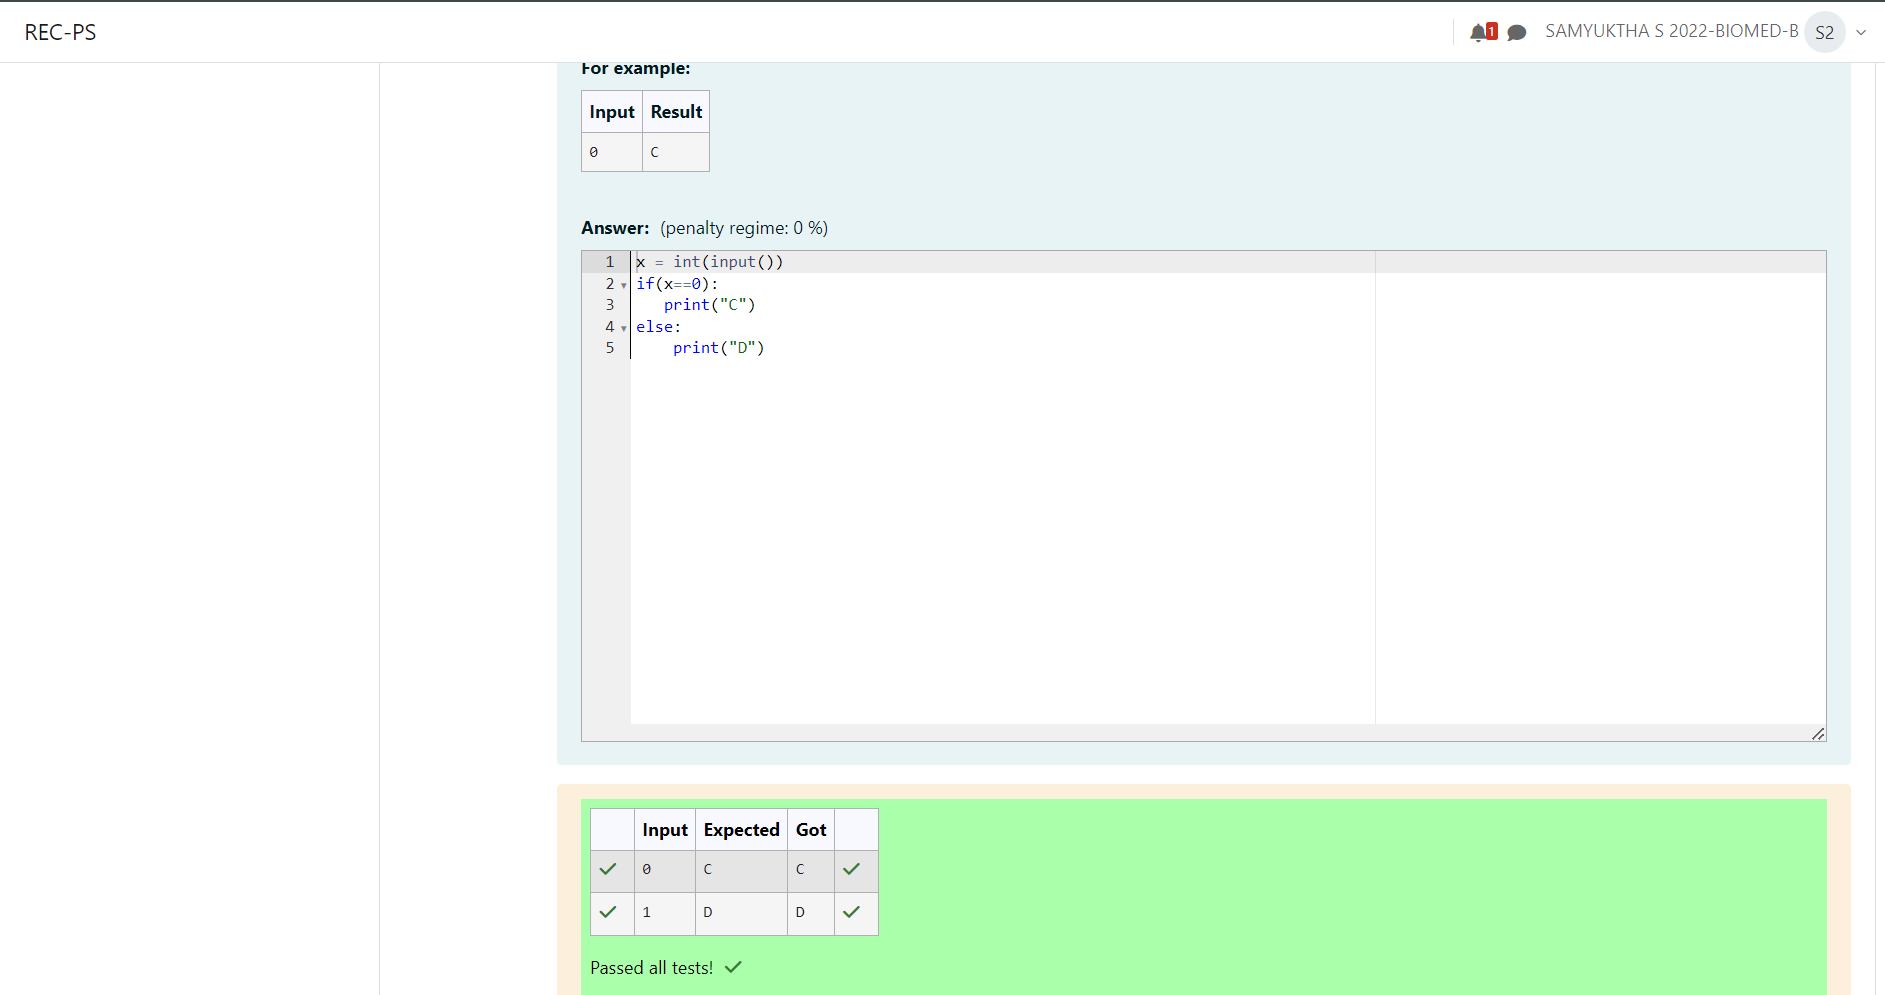 REC-PS
1
SAMYUKTHA S 2022-BIOMED-B
S2
For example:
Input Result
0 C
Answer: (penalty regime: 0 %)
1 x = int(input())
2 if(x==0):
3    print("C")
4 else:
5     print("D")
Input Expected Got
0 C C
1 D D
Passed all tests!